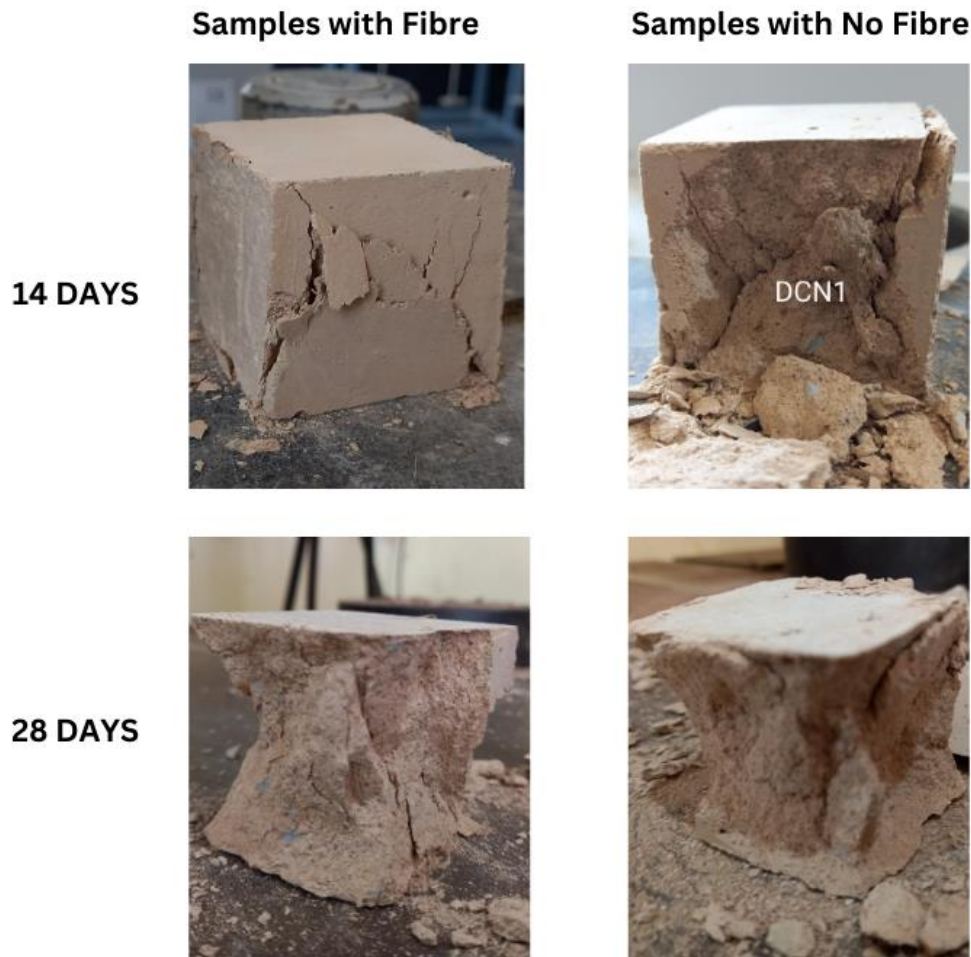 Samples with Fibre
Samples with No Fibre
14 DAYS
DCN1
28 DAYS